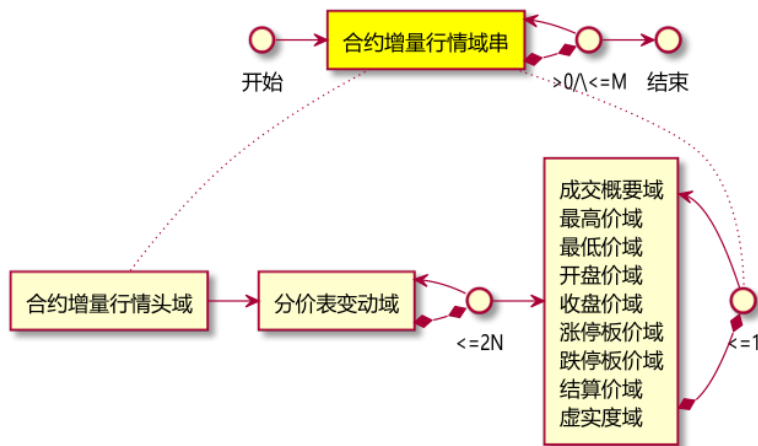 合约增量行情域串
开始
>0/\<=M
结束
成交概要域
最高价域
最低价域
开盘价域
收盘价域
涨停板价域
跌停板价域
结算价域
虚实度域
合约增量行情头域
分价表变动域
<=2N
<=1